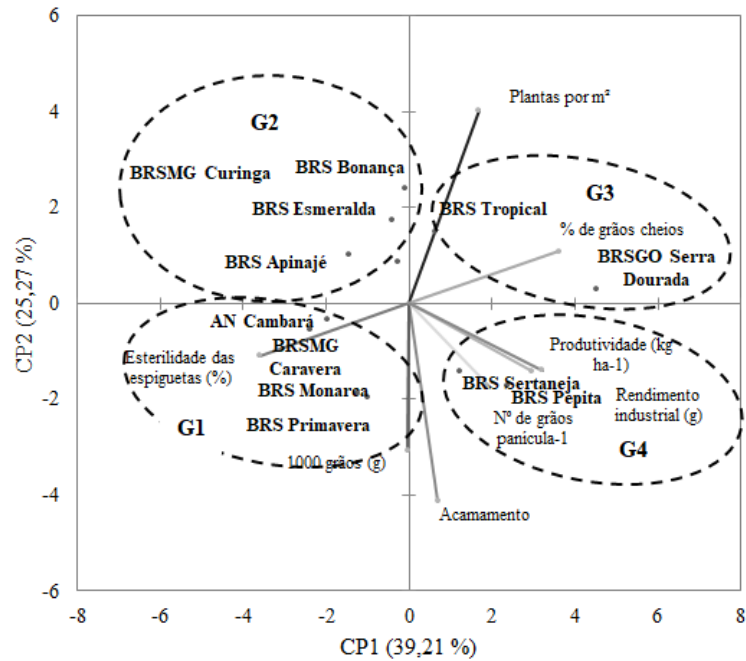 6
4
2
0
-2
-4
-6
CP2 (25,27 %)
Plantas por m²
G2
BRSMG Curinga
BRS Bonança
BRS Esmeralda
BRS Apinajé
G3
BRS Tropical
% de grãos cheios
BRSGO Serra
Dourada
AN Cambará
Esterilidade das
espiguetas (%)
BRSMG
Caravera
BRS Monarca
BRS Primavera
G1
1000 grãos (g)
Produtividade (kg
ha-1)
BRS Sertaneja
BRS Pepita
Rendimento
industrial (g)
Nº de grãos
panícula-1
G4
Acamamento
-8
-6
-4
-2
0
2
4
6
8
CP1 (39,21 %)